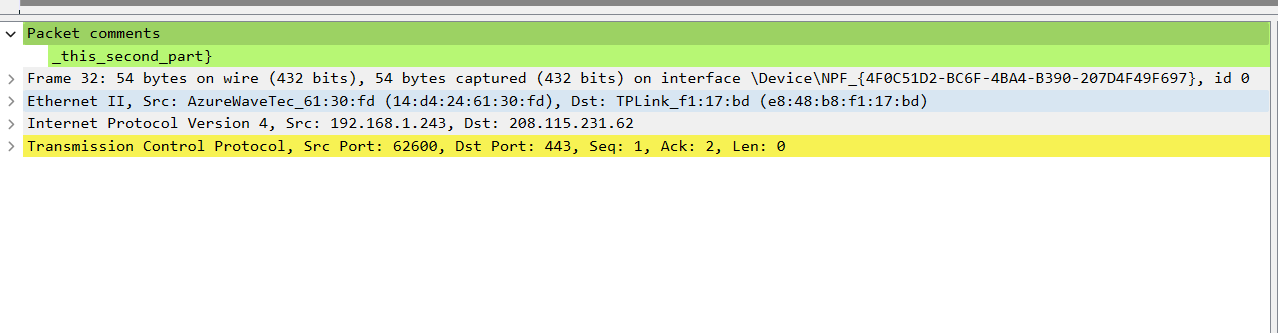 Packet comments
_this_second_part}
Frame 32: 54 bytes on wire (432 bits), 54 bytes captured (432 bits) on interface \Device\NPF_{4F0C51D2-BC6F-4BA4-B390-207D4F49F697}, id 0
Ethernet II, Src: AzureWaveTec_61:30:fd (14:d4:24:61:30:fd), Dst: TPLink_f1:17:bd (e8:48:b8:f1:17:bd)
Internet Protocol Version 4, Src: 192.168.1.243, Dst: 208.115.231.62
Transmission Control Protocol, Src Port: 62600, Dst Port: 443, Seq: 1, Ack: 2, Len: 0